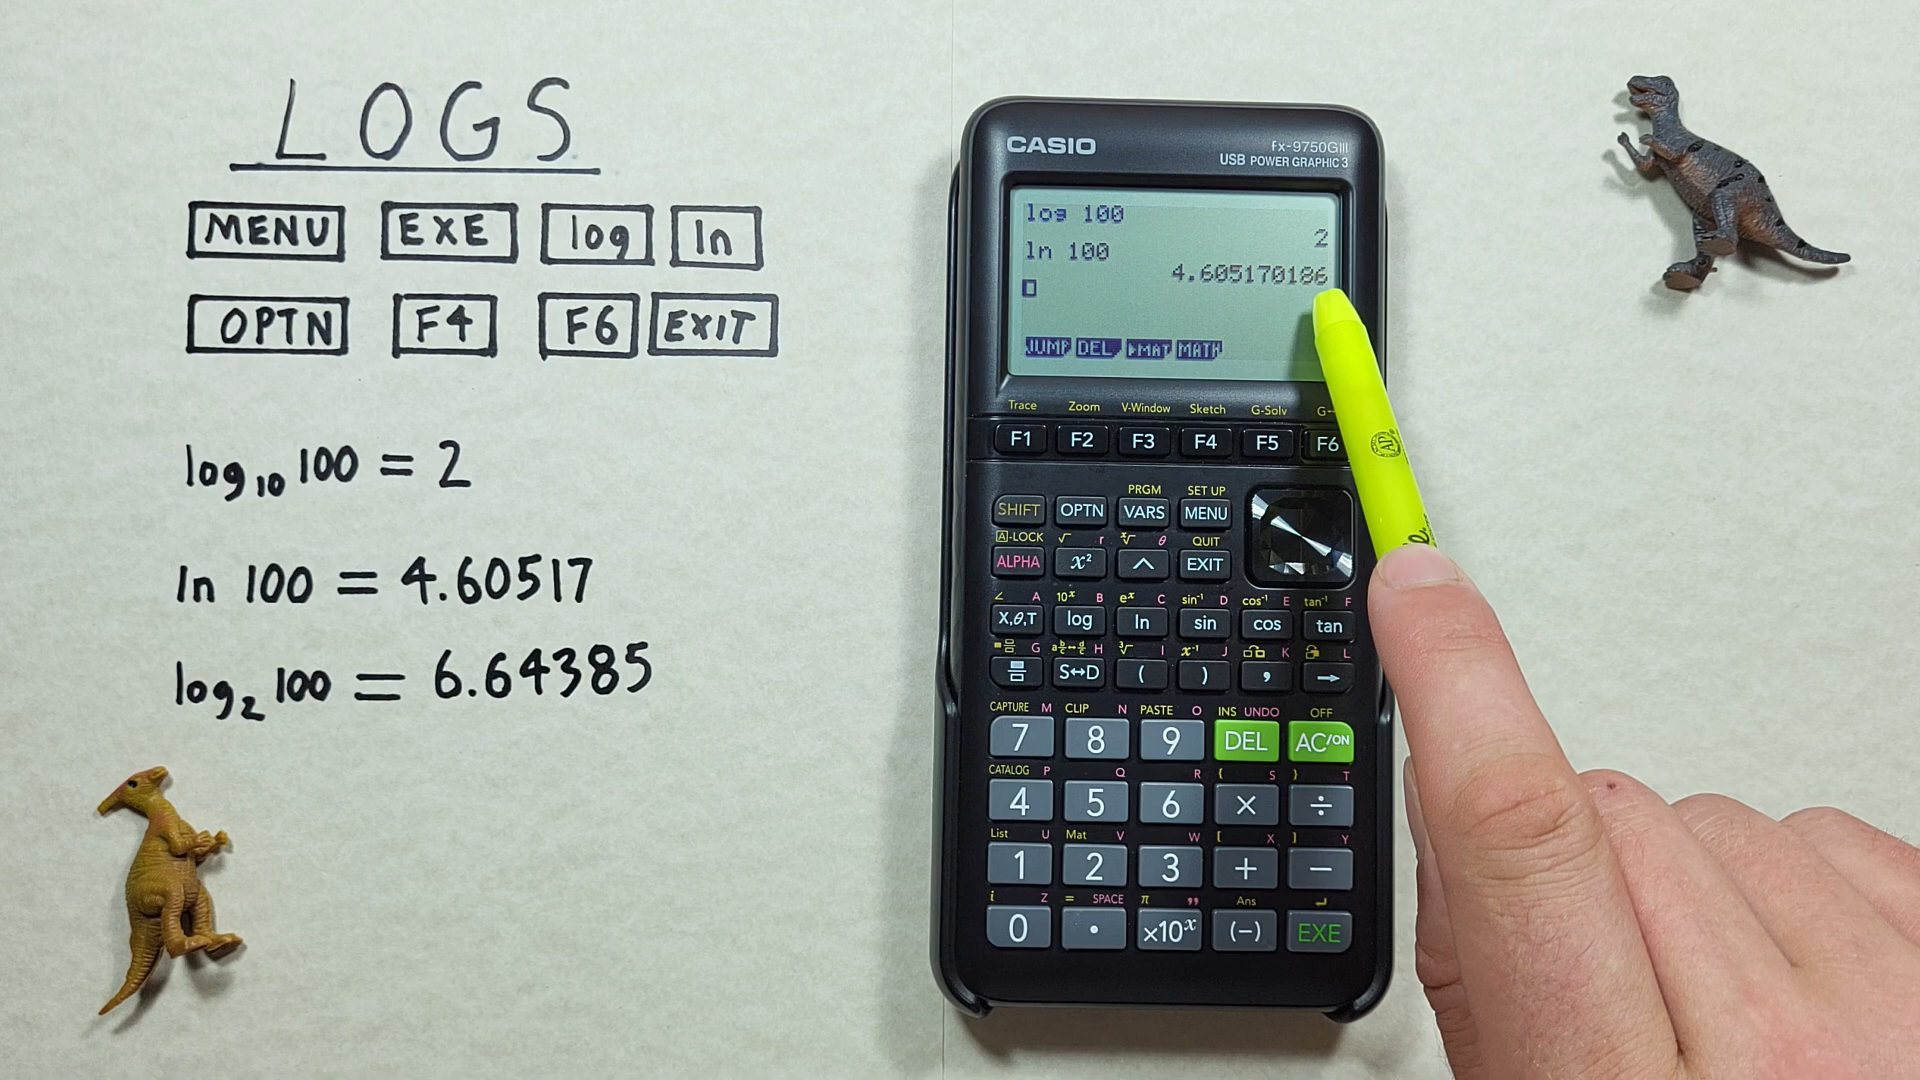 LOGS
MENU EXE log ln
OPTN F4 F6 EXIT
log₁₀ 100 = 2
ln 100 = 4.60517
log₂ 100 = 6.64385
CASIO
fx-9750GIII
USB POWER GRAPHIC 3
log 100
2
ln 100
4.605170186
JUMP DEL ▶MAT MATH
Trace Zoom V-Window Sketch G-Solv G
F1 F2 F3 F4 F5 F6
PRGM SET UP
SHIFT OPTN VARS MENU
A-LOCK √ r ˣ√ θ QUIT
ALPHA x² ^ EXIT
∠ A 10ˣ B eˣ C sin⁻¹ D cos⁻¹ E tan⁻¹ F
X,θ,T log ln sin cos tan
G H ³√ I x⁻¹ J K L
S↔D ( ) , →
CAPTURE M CLIP N PASTE O INS UNDO OFF
7 8 9 DEL AC/ON
CATALOG P Q R { S } T
4 5 6 × ÷
List U Mat V W [ X ] Y
1 2 3 + −
i Z = SPACE π " Ans ↵
0 . ×10ˣ (−) EXE
AP